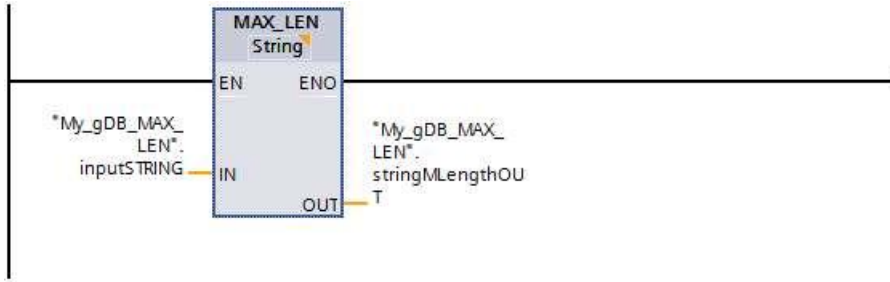 MAX_LEN
String
EN ENO
"My_gDB_MAX_
LEN".
inputSTRING
IN
"My_gDB_MAX_
LEN".
stringMLengthOU
T
OUT